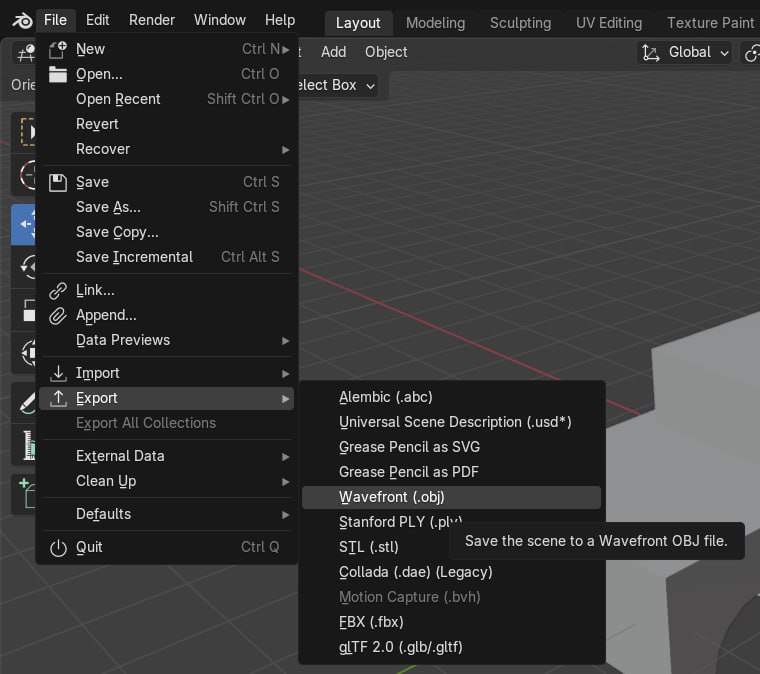 File Edit Render Window Help Layout Modeling Sculpting UV Editing Texture Paint
Add Object Global
New Ctrl N
Open... Ctrl O
Open Recent Shift Ctrl O
Revert
Recover
Save Ctrl S
Save As... Shift Ctrl S
Save Copy...
Save Incremental Ctrl Alt S
Link...
Append...
Data Previews
Import
Export
Export All Collections
External Data
Clean Up
Defaults
Quit Ctrl Q
Alembic (.abc)
Universal Scene Description (.usd*)
Grease Pencil as SVG
Grease Pencil as PDF
Wavefront (.obj)
Stanford PLY (.ply)
STL (.stl)
Collada (.dae) (Legacy)
Motion Capture (.bvh)
FBX (.fbx)
glTF 2.0 (.glb/.gltf)
Save the scene to a Wavefront OBJ file.